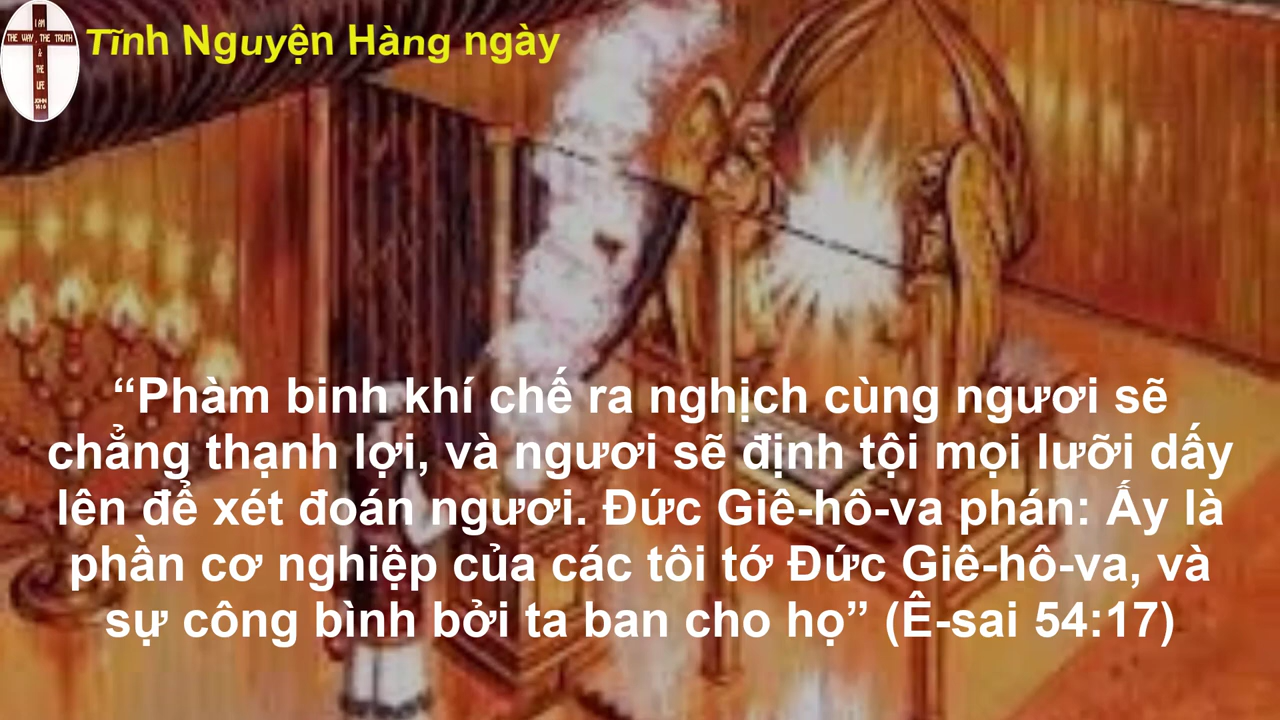 I AM
THE WAY, THE TRUTH
&
THE
LIFE
JOHN
14:6
Tĩnh Nguyện Hàng ngày
“Phàm binh khí chế ra nghịch cùng ngươi sẽ
chẳng thạnh lợi, và ngươi sẽ định tội mọi lưỡi dấy
lên để xét đoán ngươi. Đức Giê-hô-va phán: Ấy là
phần cơ nghiệp của các tôi tớ Đức Giê-hô-va, và
sự công bình bởi ta ban cho họ” (Ê-sai 54:17)